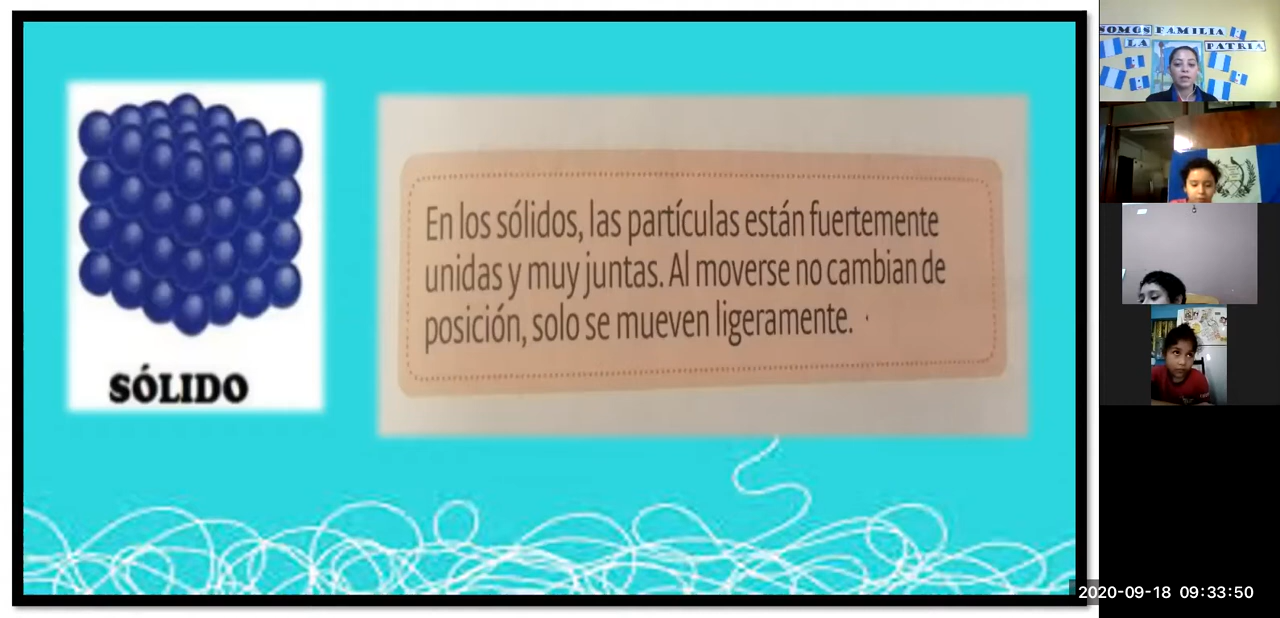 SÓLIDO
En los sólidos, las partículas están fuertemente
unidas y muy juntas. Al moverse no cambian de
posición, solo se mueven ligeramente.
SOMOS FAMILIA
LA PATRIA
2020-09-18 09:33:50